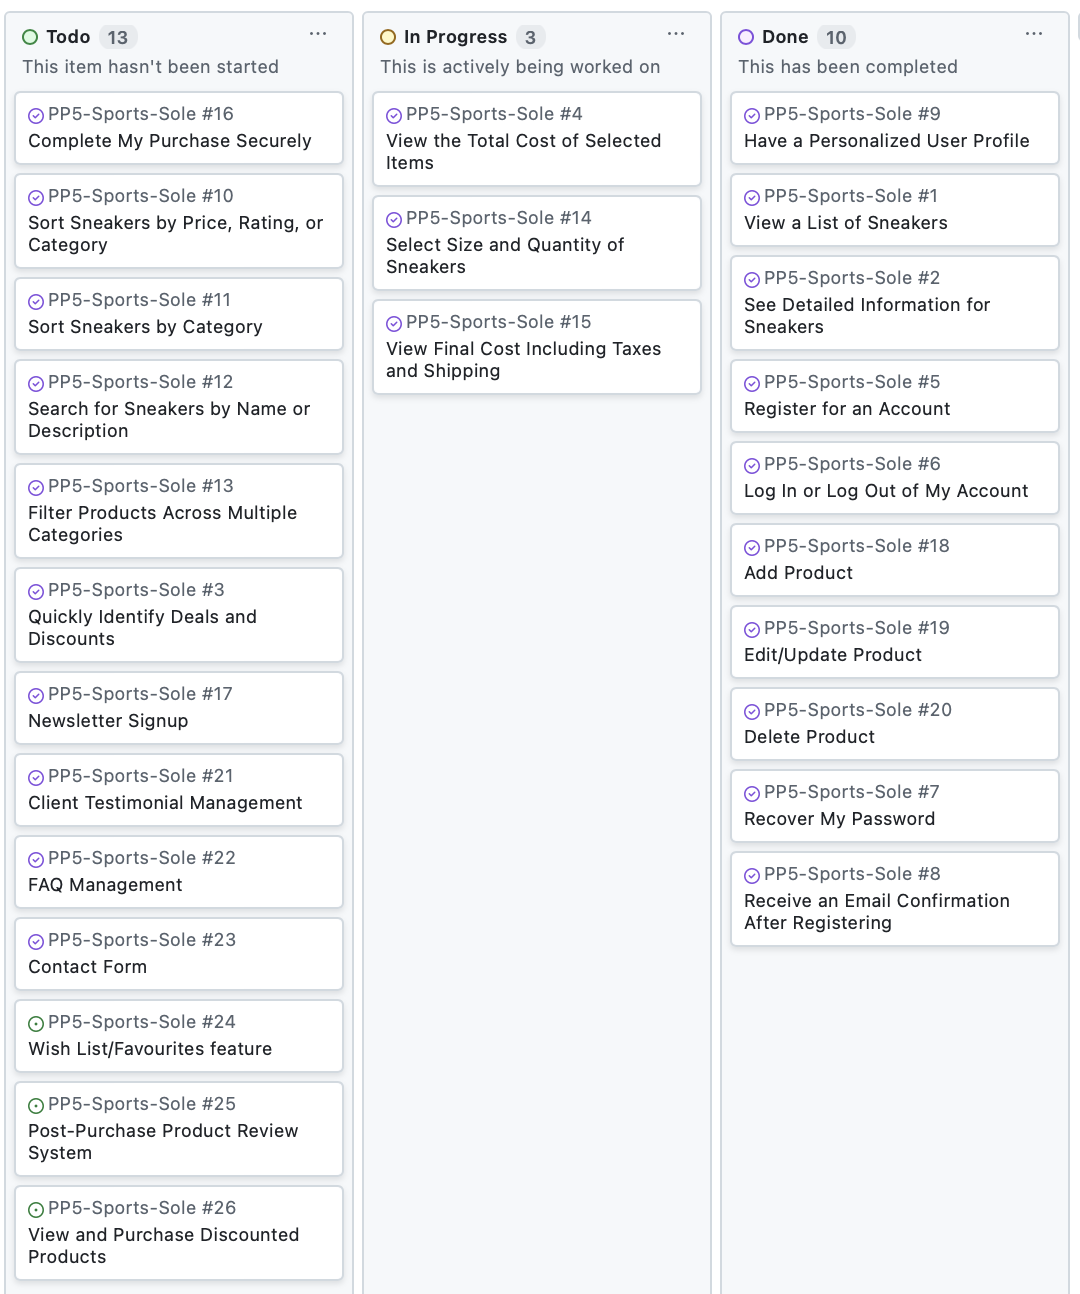 Todo 13
This item hasn't been started
PP5-Sports-Sole #16
Complete My Purchase Securely
PP5-Sports-Sole #10
Sort Sneakers by Price, Rating, or
Category
PP5-Sports-Sole #11
Sort Sneakers by Category
PP5-Sports-Sole #12
Search for Sneakers by Name or
Description
PP5-Sports-Sole #13
Filter Products Across Multiple
Categories
PP5-Sports-Sole #3
Quickly Identify Deals and
Discounts
PP5-Sports-Sole #17
Newsletter Signup
PP5-Sports-Sole #21
Client Testimonial Management
PP5-Sports-Sole #22
FAQ Management
PP5-Sports-Sole #23
Contact Form
PP5-Sports-Sole #24
Wish List/Favourites feature
PP5-Sports-Sole #25
Post-Purchase Product Review
System
PP5-Sports-Sole #26
View and Purchase Discounted
Products
In Progress 3
This is actively being worked on
PP5-Sports-Sole #4
View the Total Cost of Selected
Items
PP5-Sports-Sole #14
Select Size and Quantity of
Sneakers
PP5-Sports-Sole #15
View Final Cost Including Taxes
and Shipping
Done 10
This has been completed
PP5-Sports-Sole #9
Have a Personalized User Profile
PP5-Sports-Sole #1
View a List of Sneakers
PP5-Sports-Sole #2
See Detailed Information for
Sneakers
PP5-Sports-Sole #5
Register for an Account
PP5-Sports-Sole #6
Log In or Log Out of My Account
PP5-Sports-Sole #18
Add Product
PP5-Sports-Sole #19
Edit/Update Product
PP5-Sports-Sole #20
Delete Product
PP5-Sports-Sole #7
Recover My Password
PP5-Sports-Sole #8
Receive an Email Confirmation
After Registering